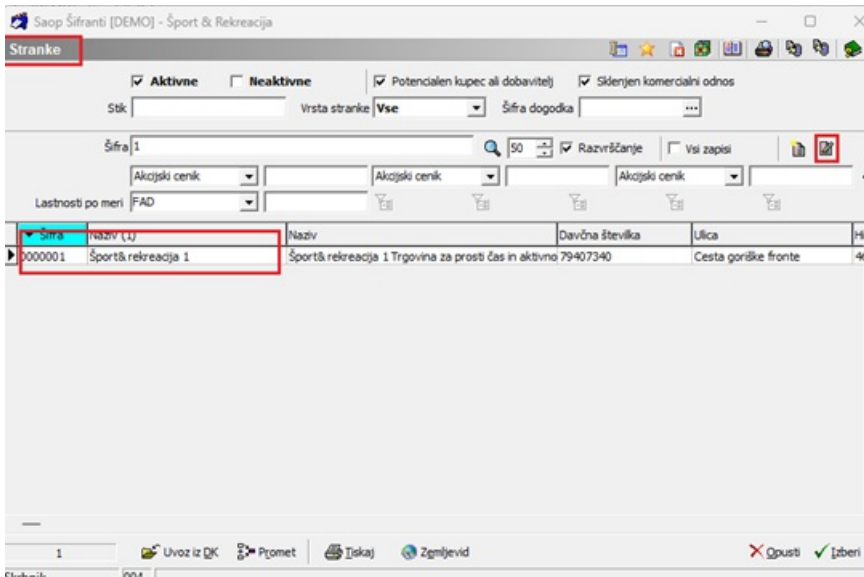 Saop Šifranti [DEMO] - Šport & Rekreacija
Stranke
Aktivne Neaktivne Potencialen kupec ali dobavitelj Sklenjen komercialni odnos
Stik Vrsta stranke Vse Šifra dogodka ...
Šifra 1 50 Razvrščanje Vsi zapisi
Akcijski cenik Akcijski cenik Akcijski cenik
Lastnosti po meri FAD
Šifra Naziv (1) Naziv Davčna številka Ulica
0000001 Šport& rekreacija 1 Šport& rekreacija 1 Trgovina za prosti čas in aktivno 79407340 Cesta goriške fronte
1 Uvoz iz DK Promet Tiskaj Zemljevid Opusti Izberi
Skrbnik 004